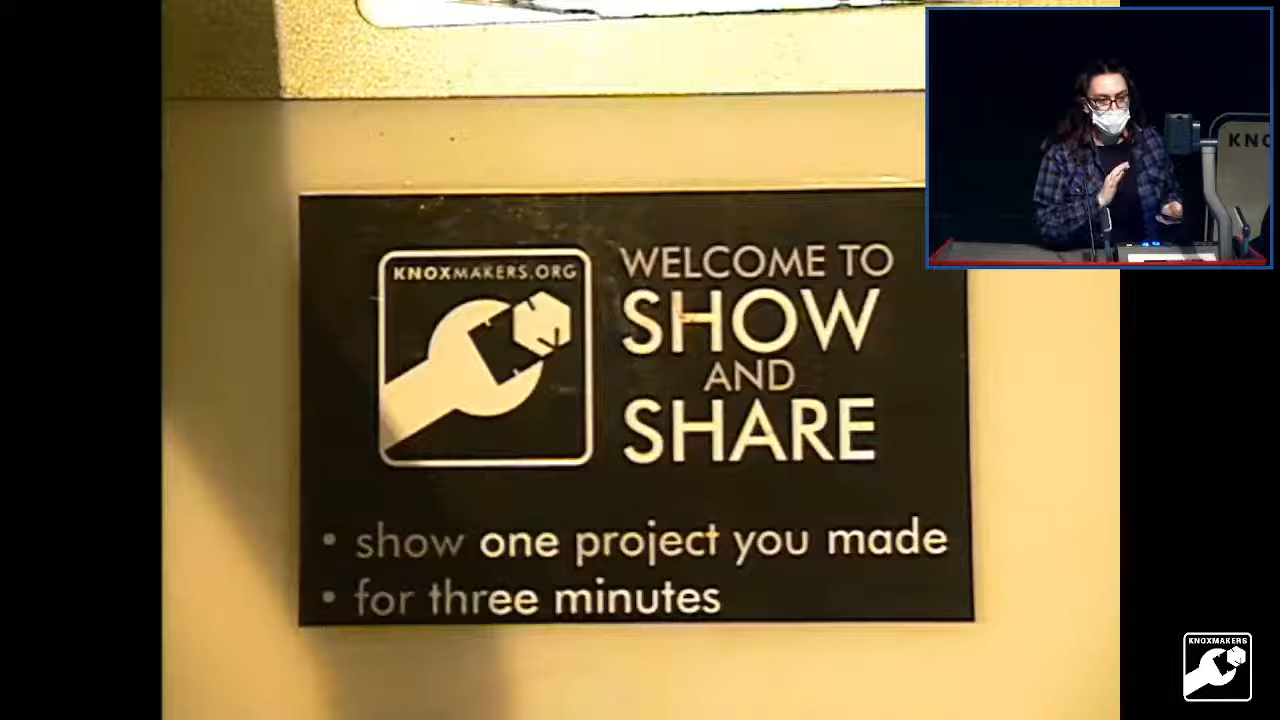 KNOXMAKERS.ORG
WELCOME TO
SHOW
AND
SHARE
• show one project you made
• for three minutes
KNO
KNOXMAKERS